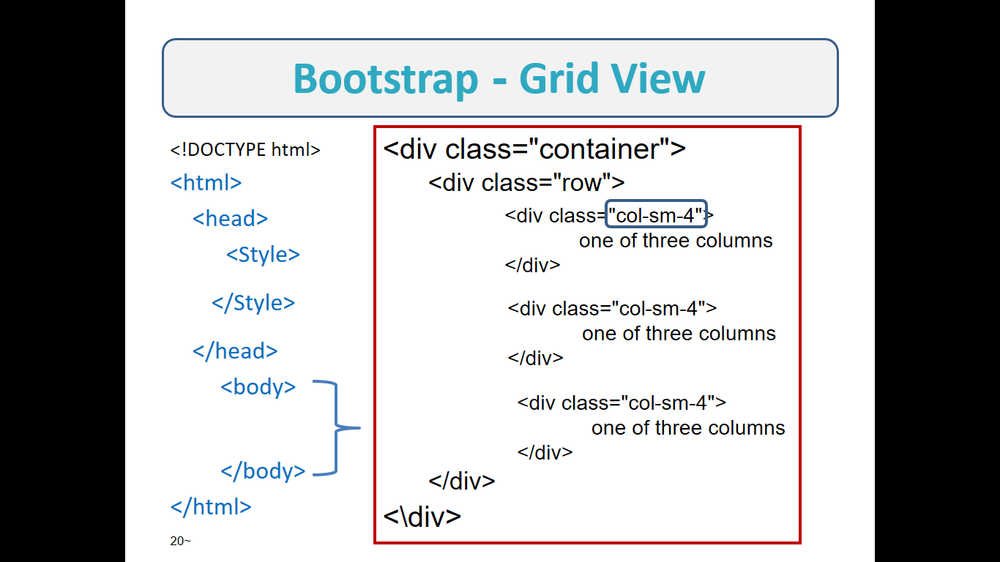 Bootstrap - Grid View
<!DOCTYPE html>
<html>
<head>
<Style>
</Style>
</head>
<body>
</body>
</html>
<div class="container">
<div class="row">
<div class="col-sm-4">
one of three columns
</div>
<div class="col-sm-4">
one of three columns
</div>
<div class="col-sm-4">
one of three columns
</div>
</div>
<\div>
20~